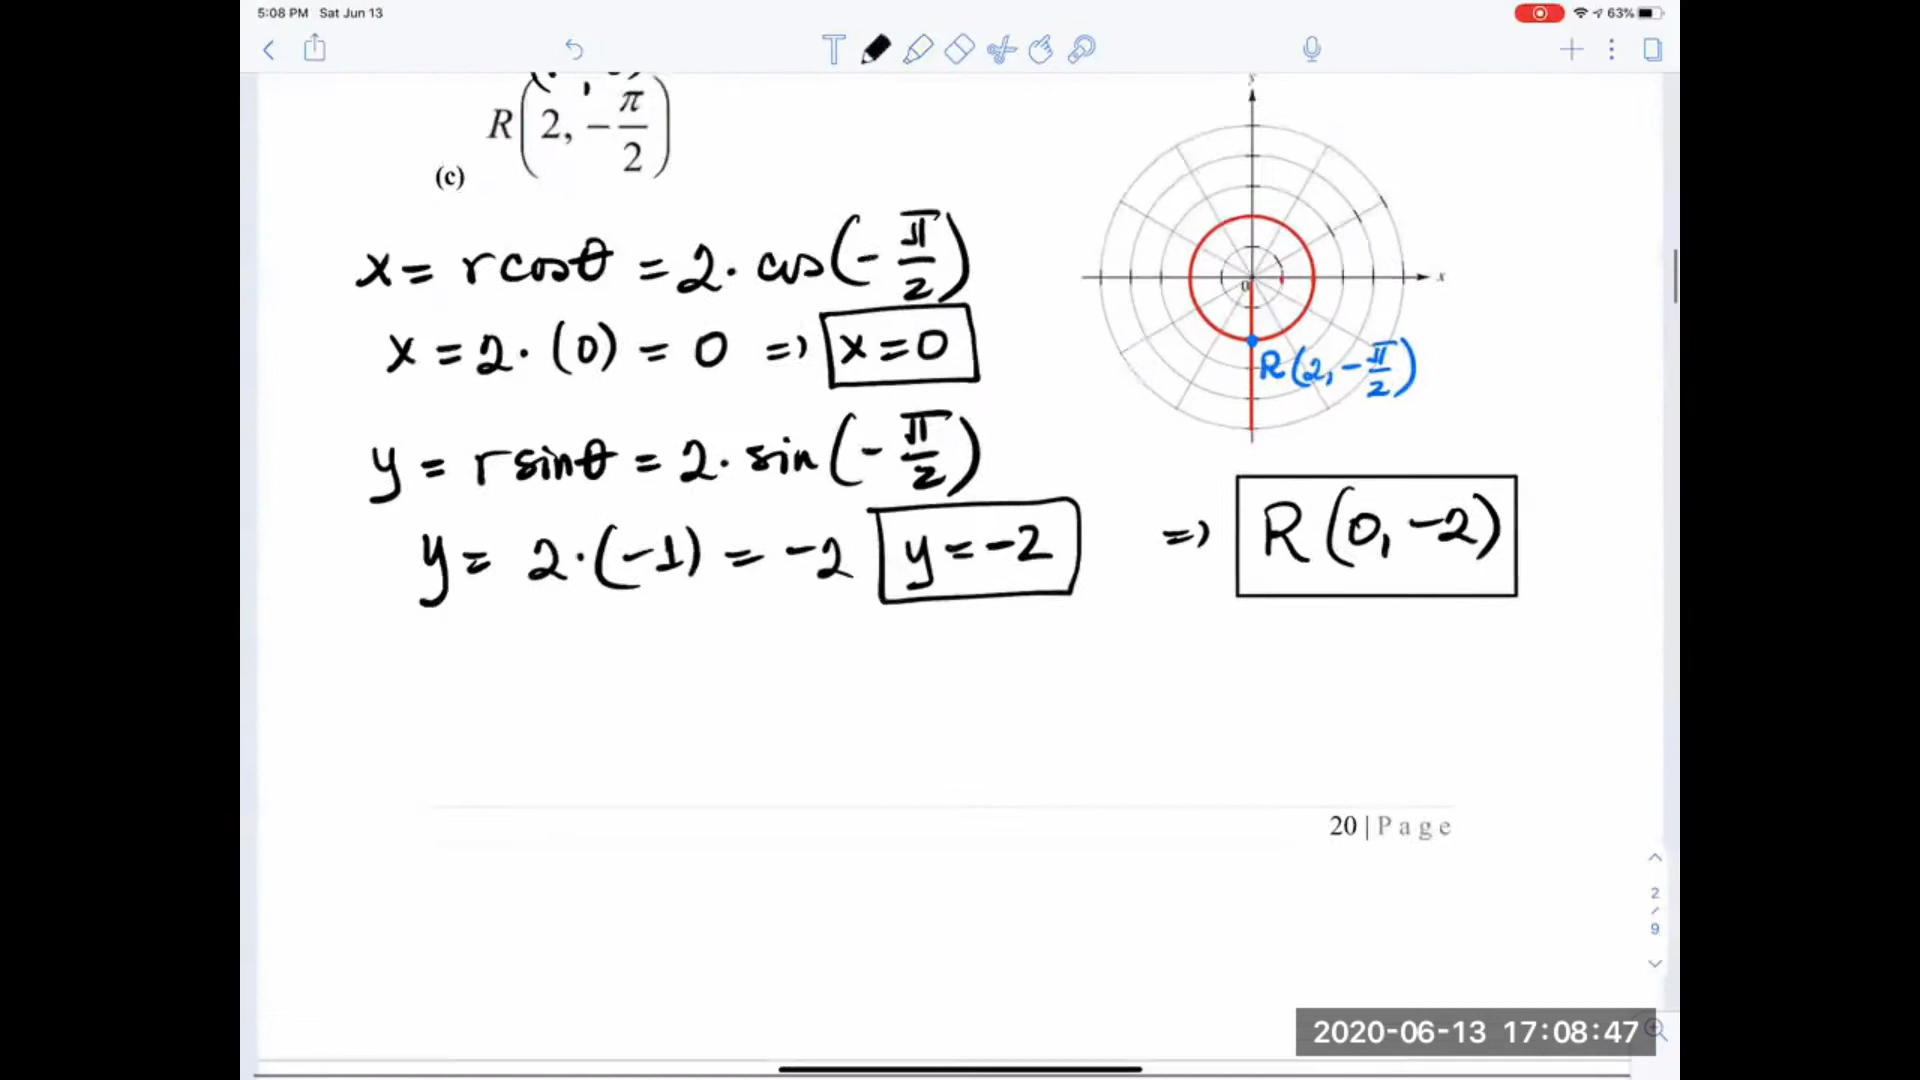 5:08 PM Sat Jun 13
63%
T
(c) R(2, -π/2)
y
x
0
R(2, -π/2)
x = r cosθ = 2 · cos(-π/2)
x = 2 · (0) = 0 => x = 0
y = r sinθ = 2 · sin(-π/2)
y = 2 · (-1) = -2 y = -2 => R(0, -2)
20 | Page
2
/
9
2020-06-13 17:08:47